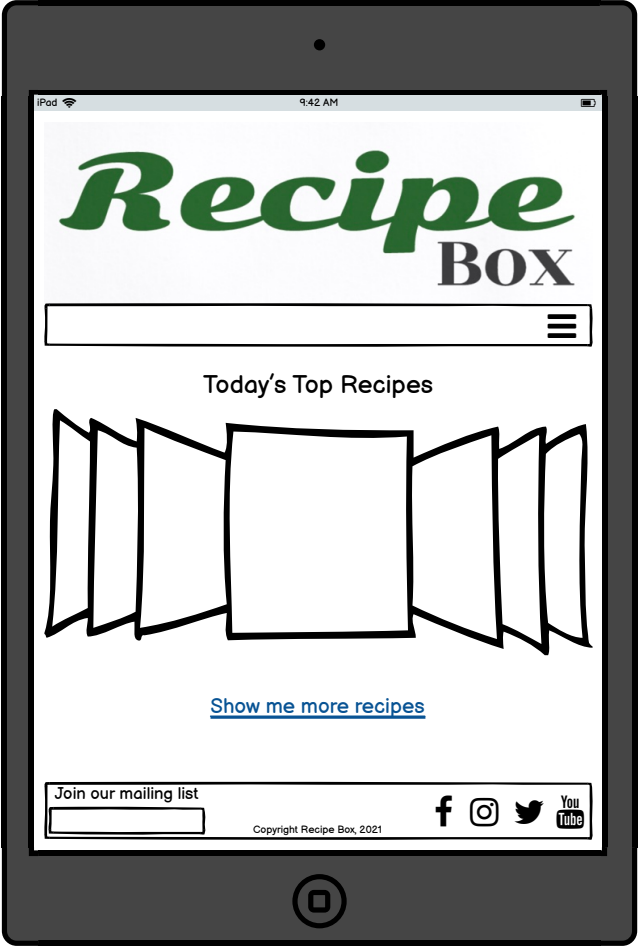 iPad
9:42 AM
Recipe
Box
Today's Top Recipes
Show me more recipes
Join our mailing list
Copyright Recipe Box, 2021
You
Tube